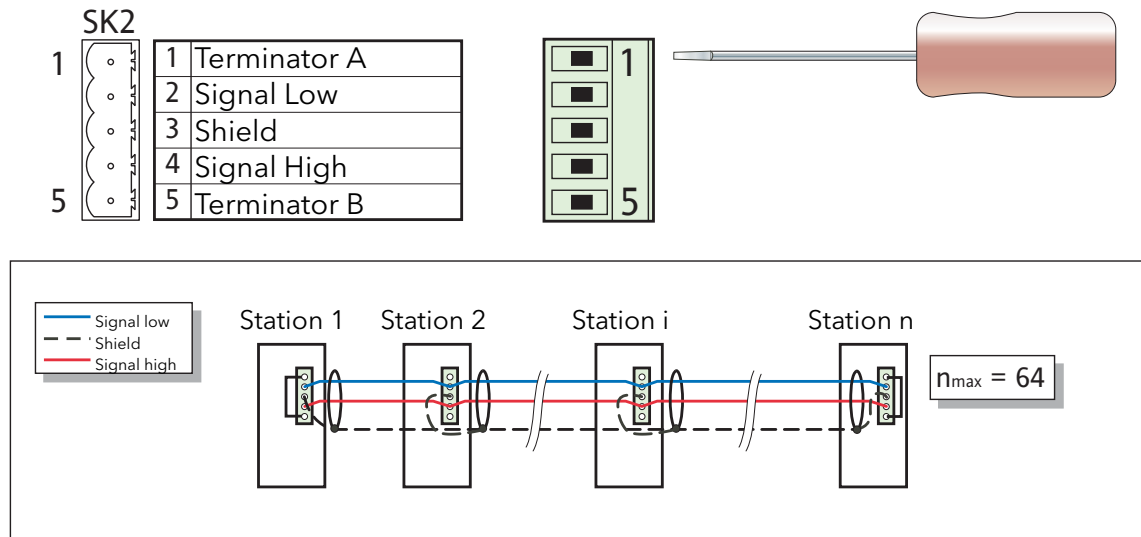 SK2
1
5
1 Terminator A
2 Signal Low
3 Shield
4 Signal High
5 Terminator B
1
5
Signal low
Shield
Signal high
Station 1
Station 2
Station i
Station n
nmax = 64